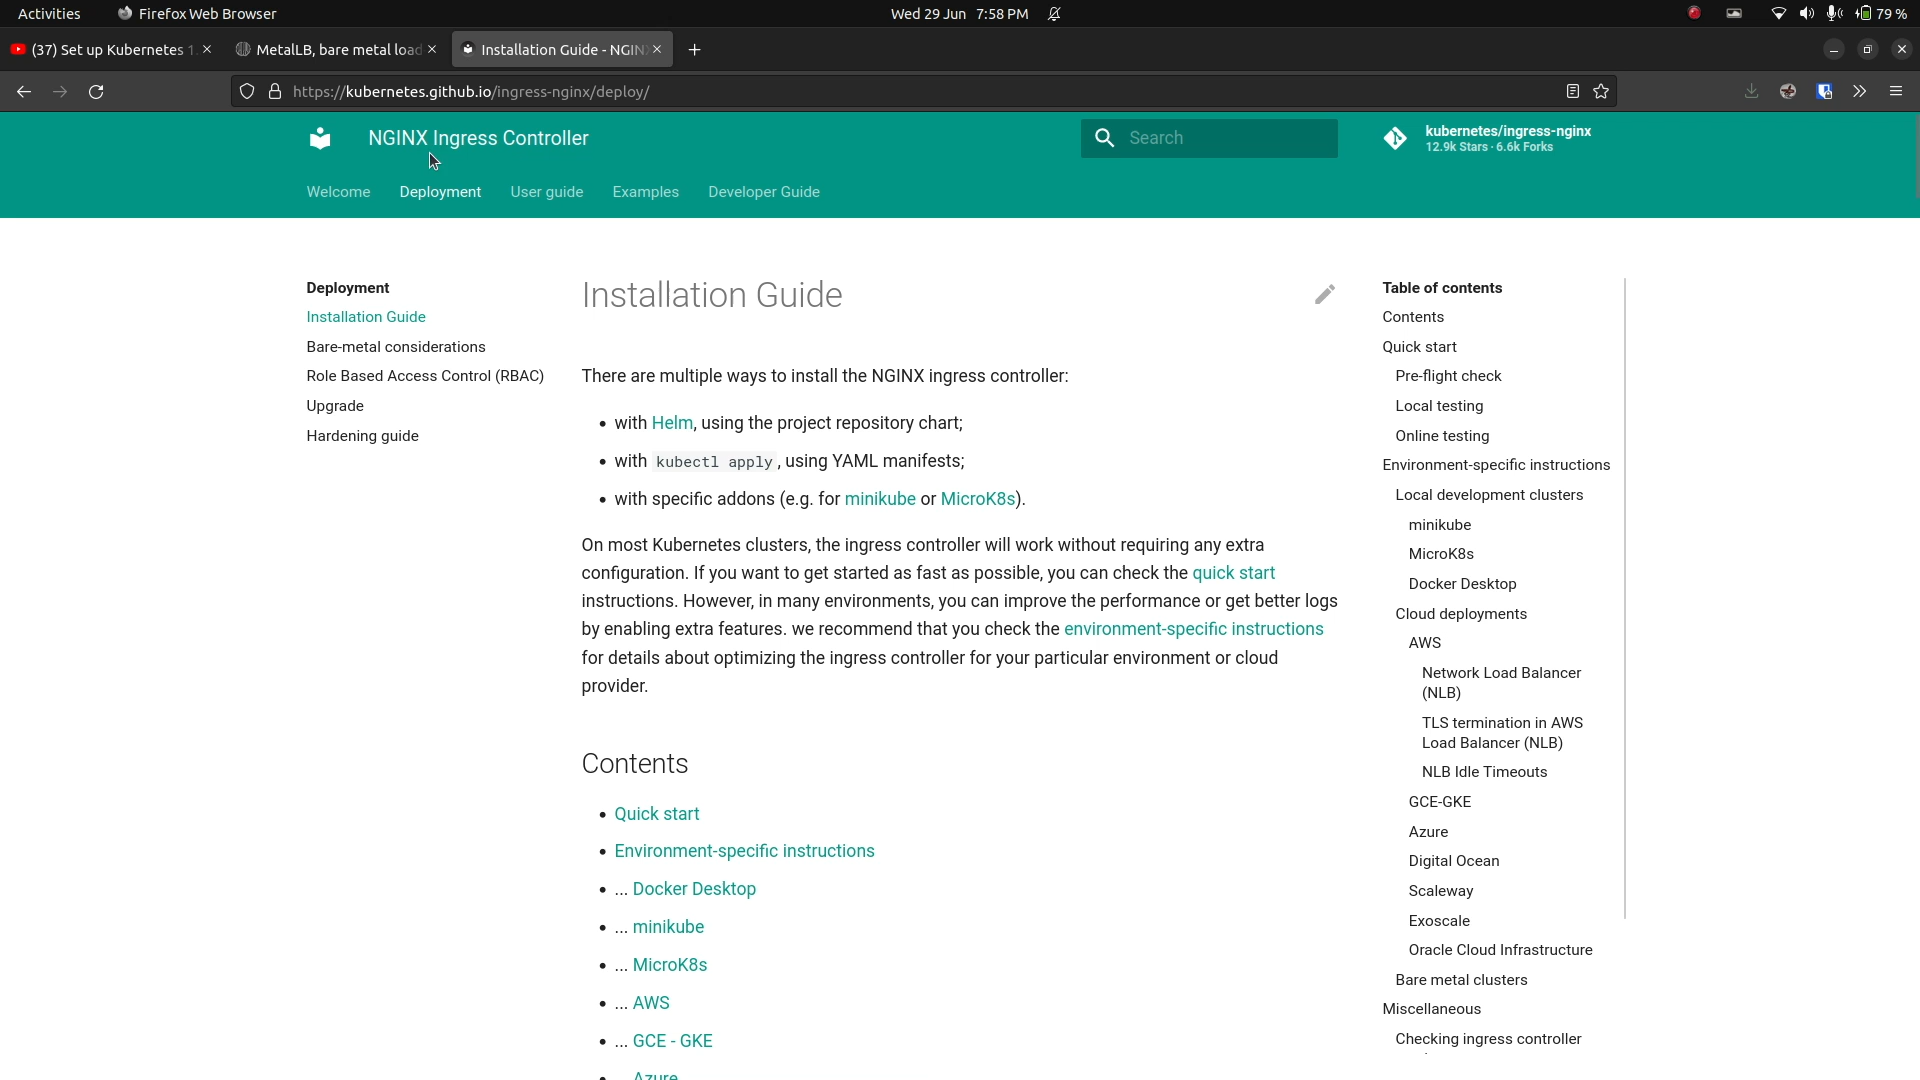 Activities
Firefox Web Browser
Wed 29 Jun 7:58 PM
79 %
(37) Set up Kubernetes 1.
MetalLB, bare metal load
Installation Guide - NGIN
https://kubernetes.github.io/ingress-nginx/deploy/
NGINX Ingress Controller
Search
kubernetes/ingress-nginx
12.9k Stars · 6.6k Forks
Welcome
Deployment
User guide
Examples
Developer Guide
Deployment
Installation Guide
Bare-metal considerations
Role Based Access Control (RBAC)
Upgrade
Hardening guide
Installation Guide
There are multiple ways to install the NGINX ingress controller:
• with Helm, using the project repository chart;
• with kubectl apply, using YAML manifests;
• with specific addons (e.g. for minikube or MicroK8s).
On most Kubernetes clusters, the ingress controller will work without requiring any extra
configuration. If you want to get started as fast as possible, you can check the quick start
instructions. However, in many environments, you can improve the performance or get better logs
by enabling extra features. we recommend that you check the environment-specific instructions
for details about optimizing the ingress controller for your particular environment or cloud
provider.
Contents
• Quick start
• Environment-specific instructions
• ... Docker Desktop
• ... minikube
• ... MicroK8s
• ... AWS
• ... GCE - GKE
• ... Azure
Table of contents
Contents
Quick start
Pre-flight check
Local testing
Online testing
Environment-specific instructions
Local development clusters
minikube
MicroK8s
Docker Desktop
Cloud deployments
AWS
Network Load Balancer
(NLB)
TLS termination in AWS
Load Balancer (NLB)
NLB Idle Timeouts
GCE-GKE
Azure
Digital Ocean
Scaleway
Exoscale
Oracle Cloud Infrastructure
Bare metal clusters
Miscellaneous
Checking ingress controller